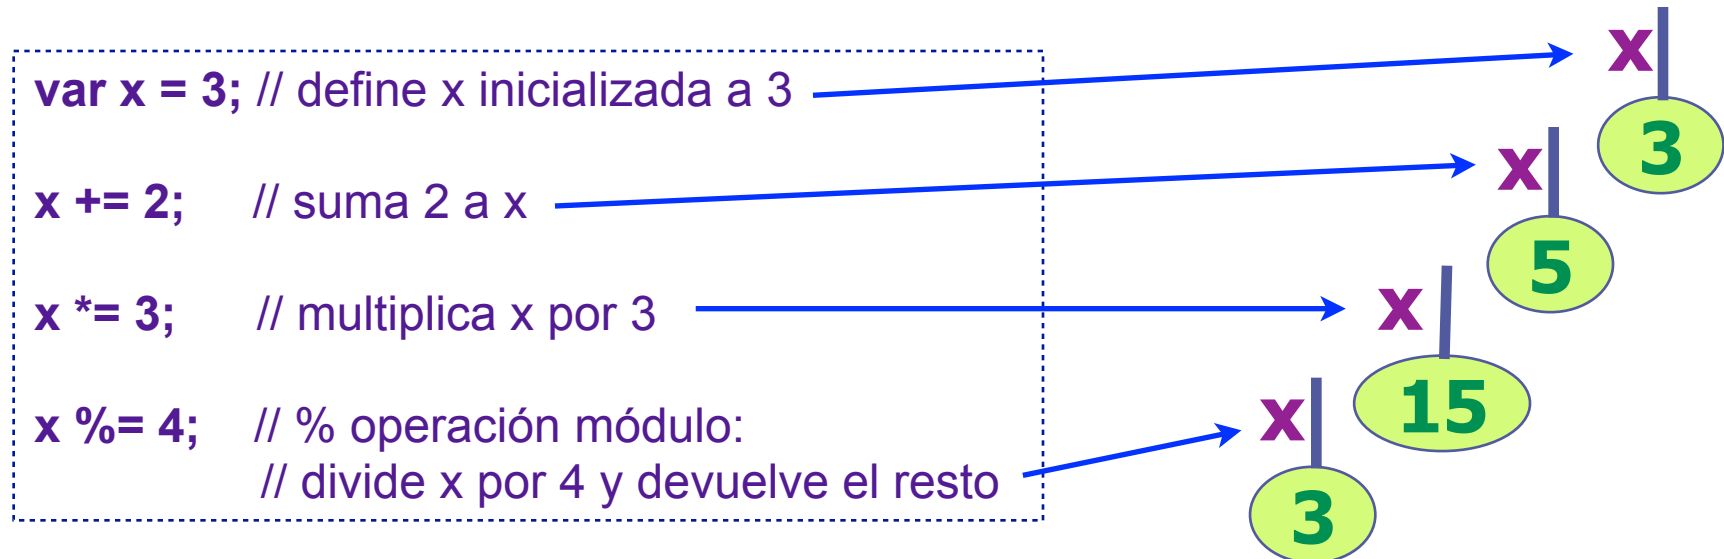 var x = 3; // define x inicializada a 3
x
3
x += 2; // suma 2 a x
x
5
x *= 3; // multiplica x por 3
x
15
x %= 4; // % operación módulo:
// divide x por 4 y devuelve el resto
x
3